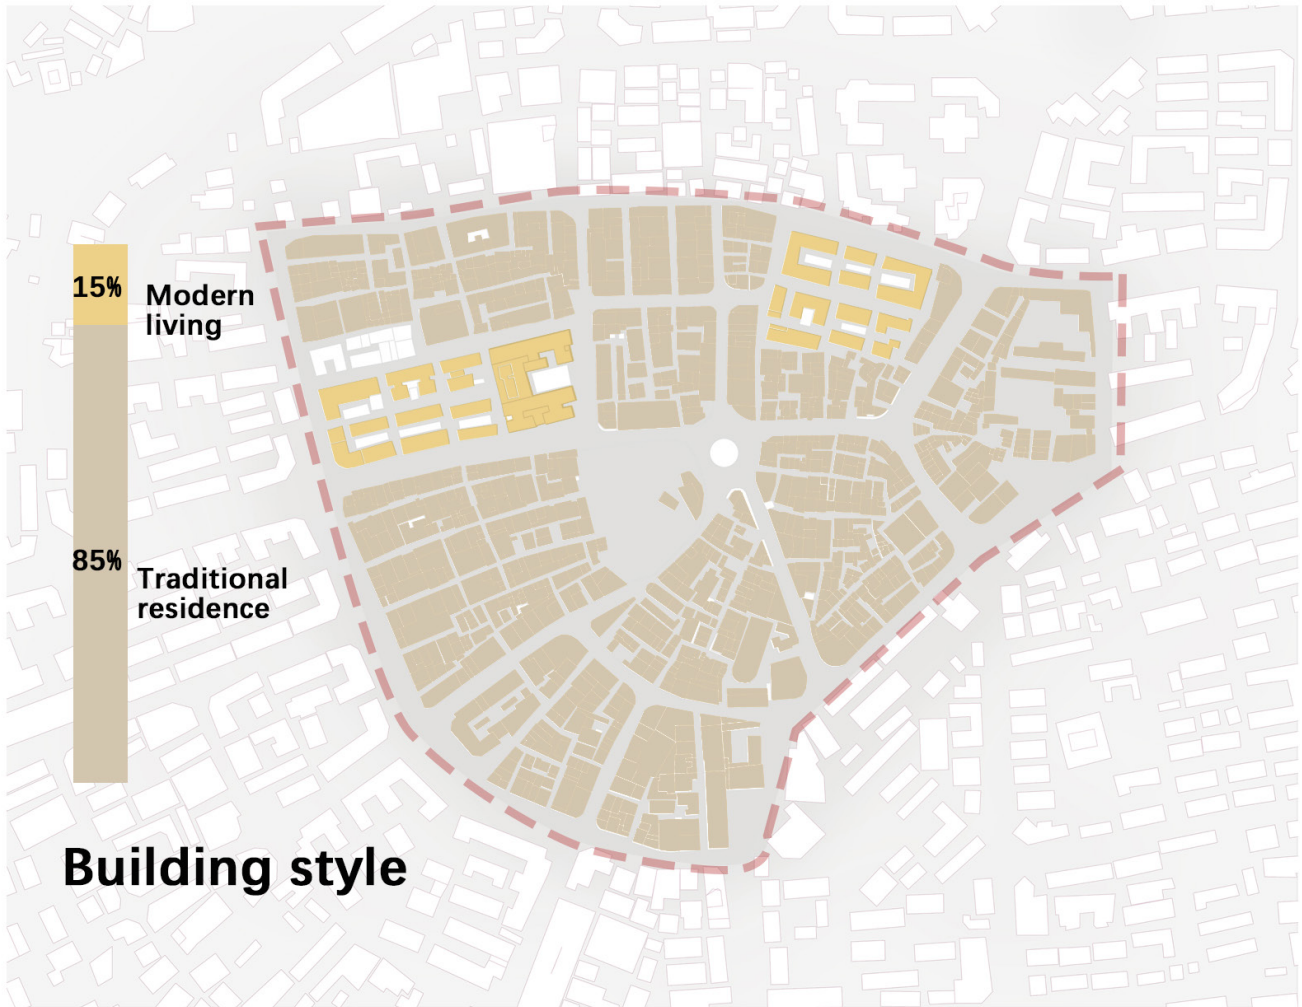 15%
Modern
living
85%
Traditional
residence
Building style